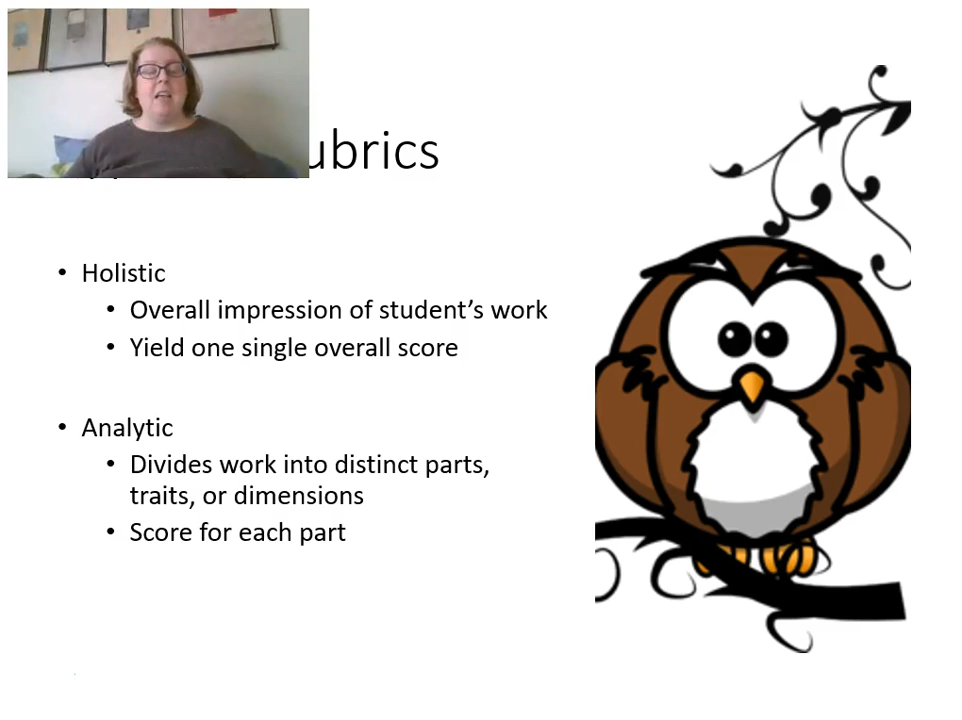 ubrics
• Holistic
• Overall impression of student's work
• Yield one single overall score
• Analytic
• Divides work into distinct parts,
traits, or dimensions
• Score for each part